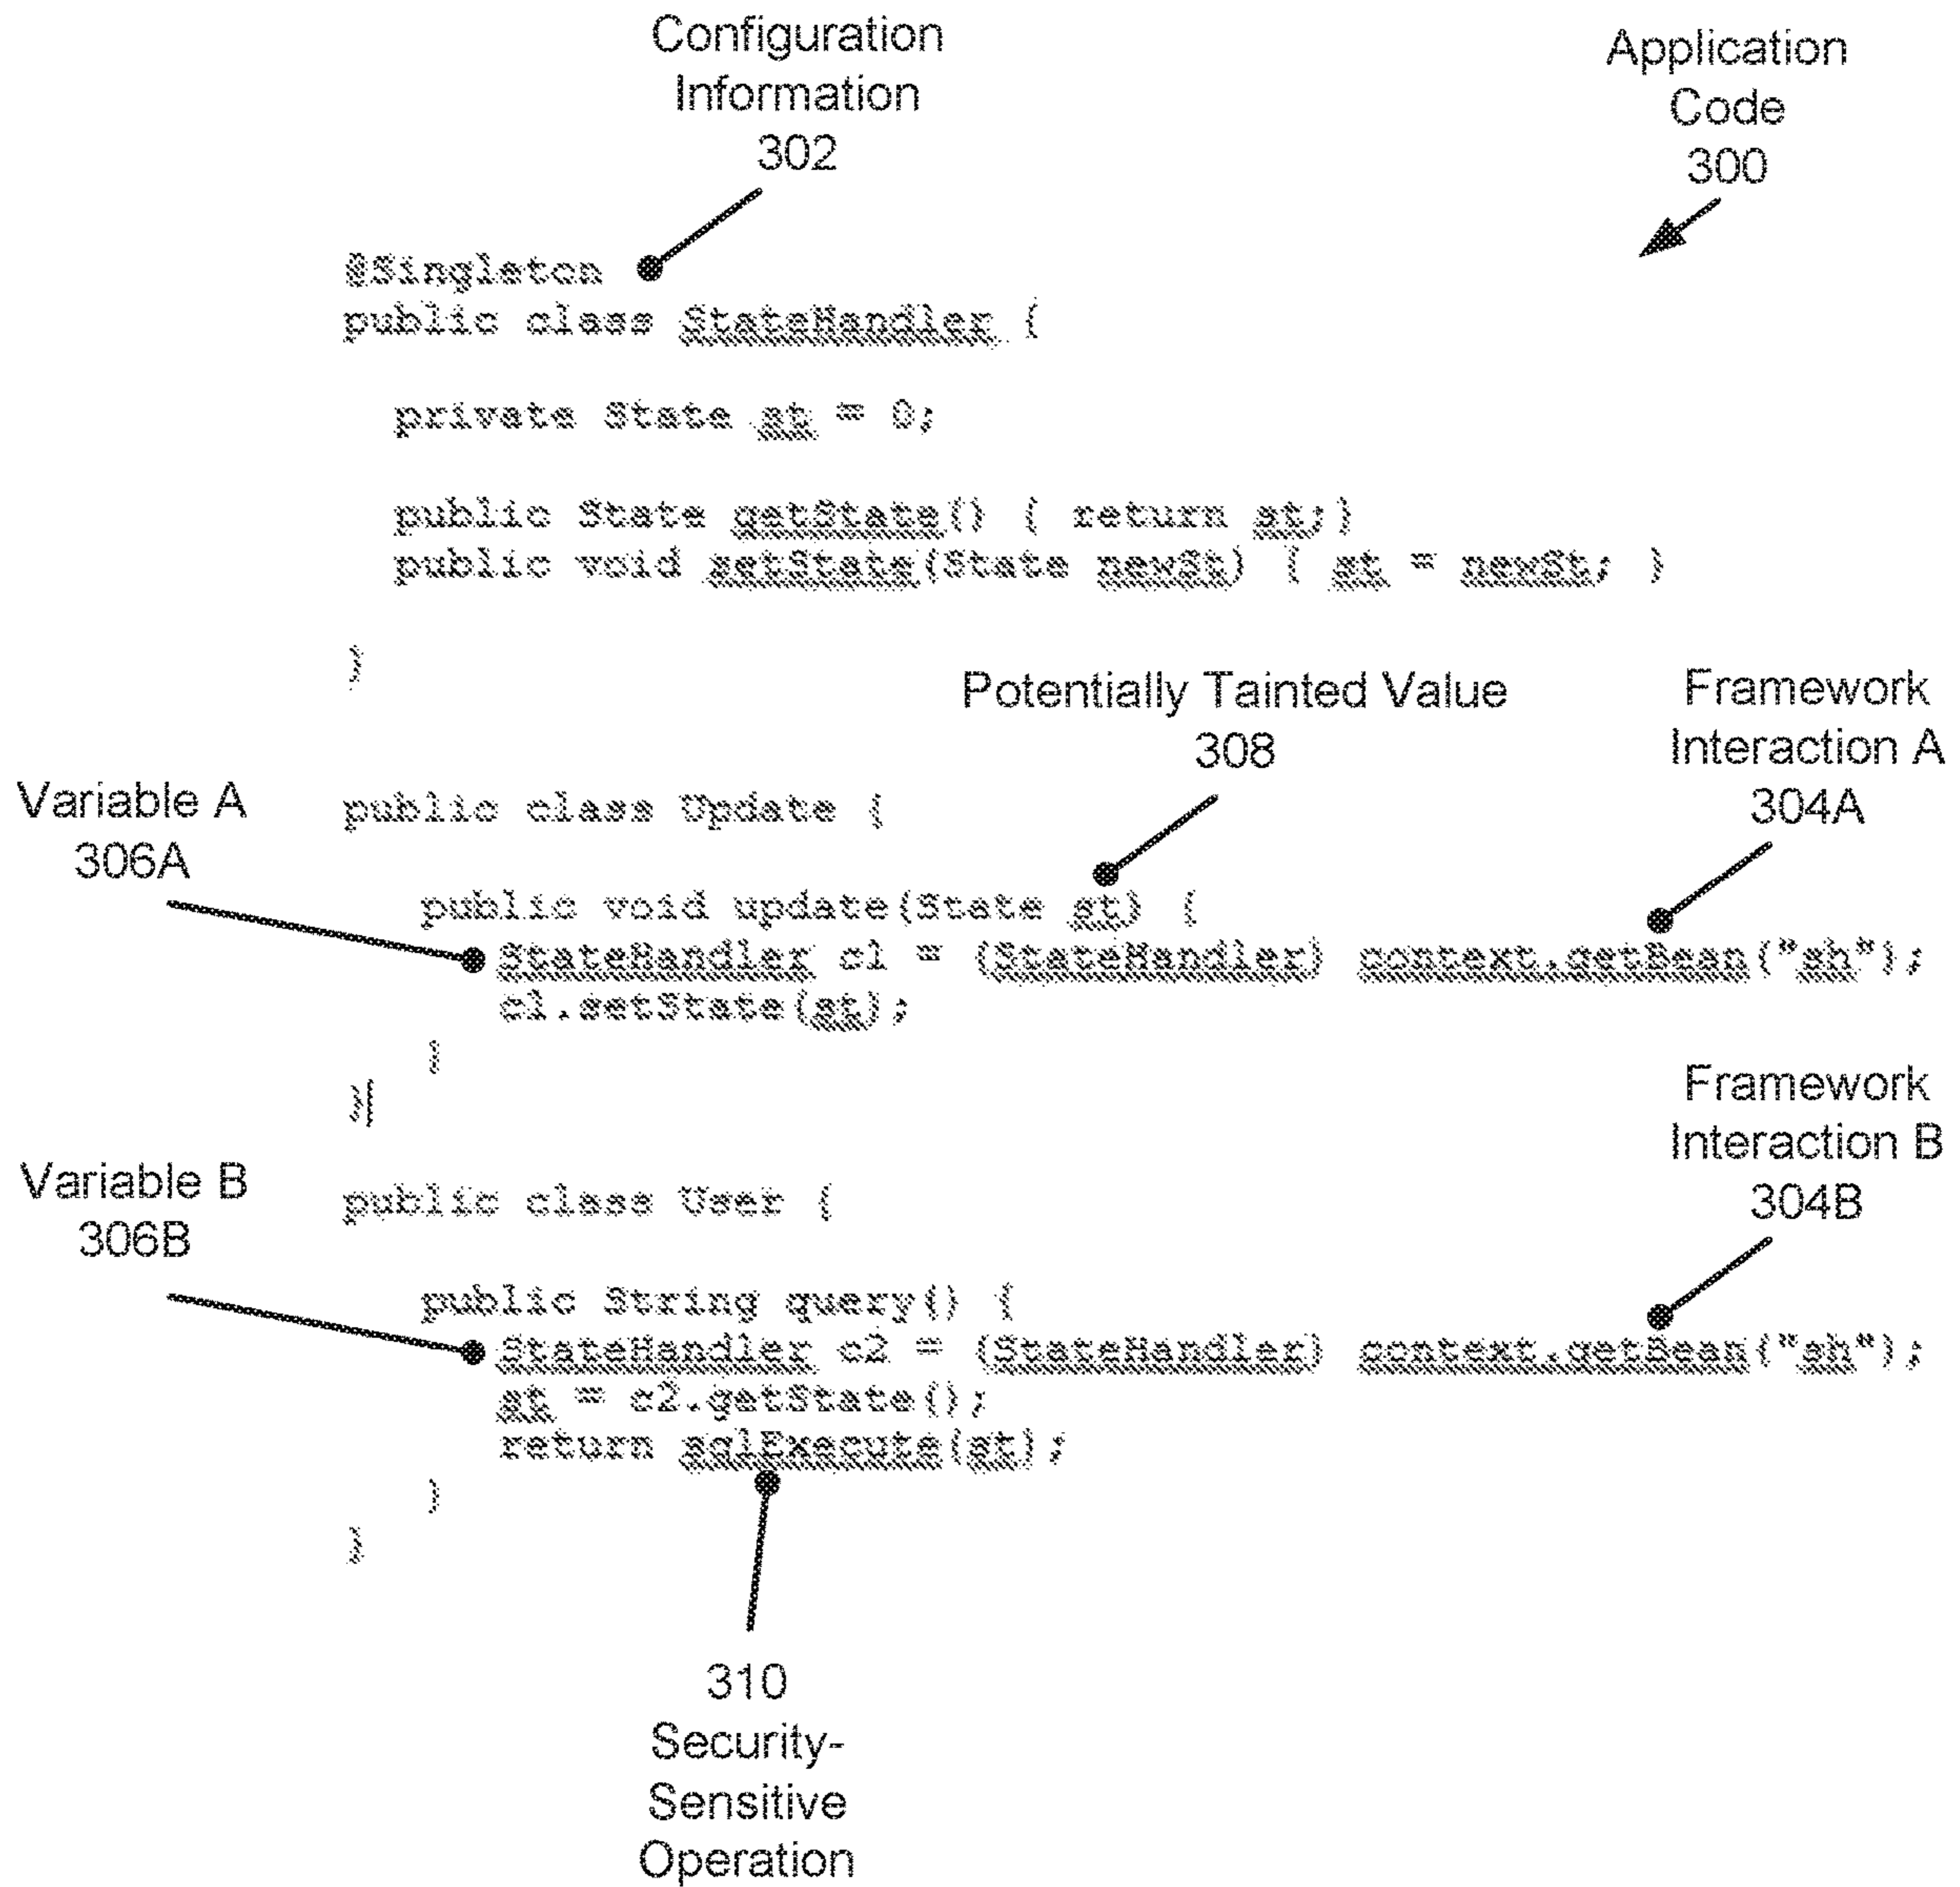 Configuration
Information
302
Application
Code
300
@Singleton
public class StateHandler {
private State st = 0;
public State getState() { return st;}
public void setState(State newSt) { st = newSt; }
}
Potentially Tainted Value
308
Framework
Interaction A
304A
Variable A
306A
public class Update {
public void update(State st) {
StateHandler c1 = (StateHandler) context.getBean("sh");
c1.setState(st);
}
}
Framework
Interaction B
304B
Variable B
306B
public class User {
public String query() {
StateHandler c2 = (StateHandler) context.getBean("sh");
st = c2.getState();
return sqlExecute(st);
}
}
310
Security-
Sensitive
Operation